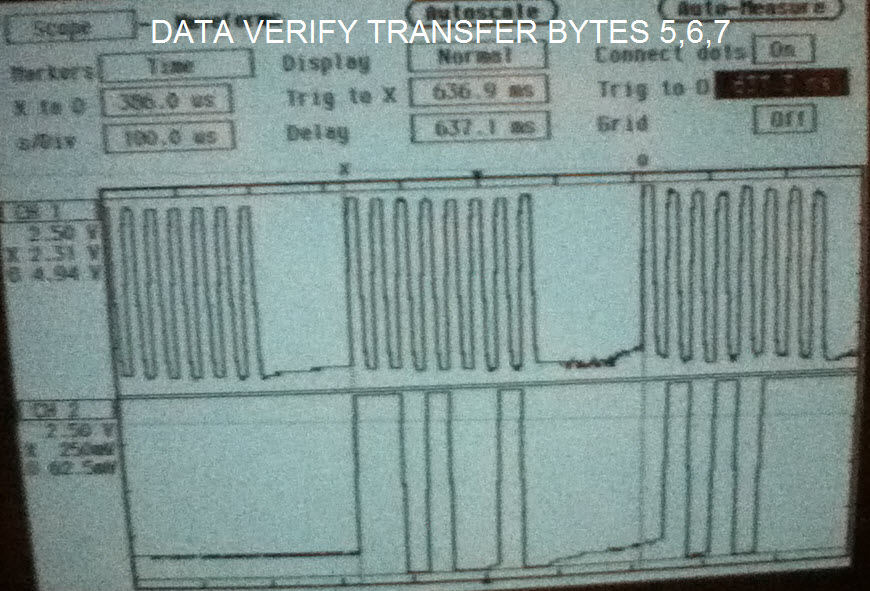 DATA VERIFY TRANSFER BYTES 5,6,7
Scope Autoscale Auto-Measure
Markers Time Display Normal Connect dots On
X to O 386.0 us Trig to X 636.9 ms Trig to O
s/Div 100.0 us Delay 637.1 ms Grid Off
X O
CH 1
2.50 V
X 2.31 V
O 4.94 V
CH 2
2.50 V
X 250mV
O 62.5mV